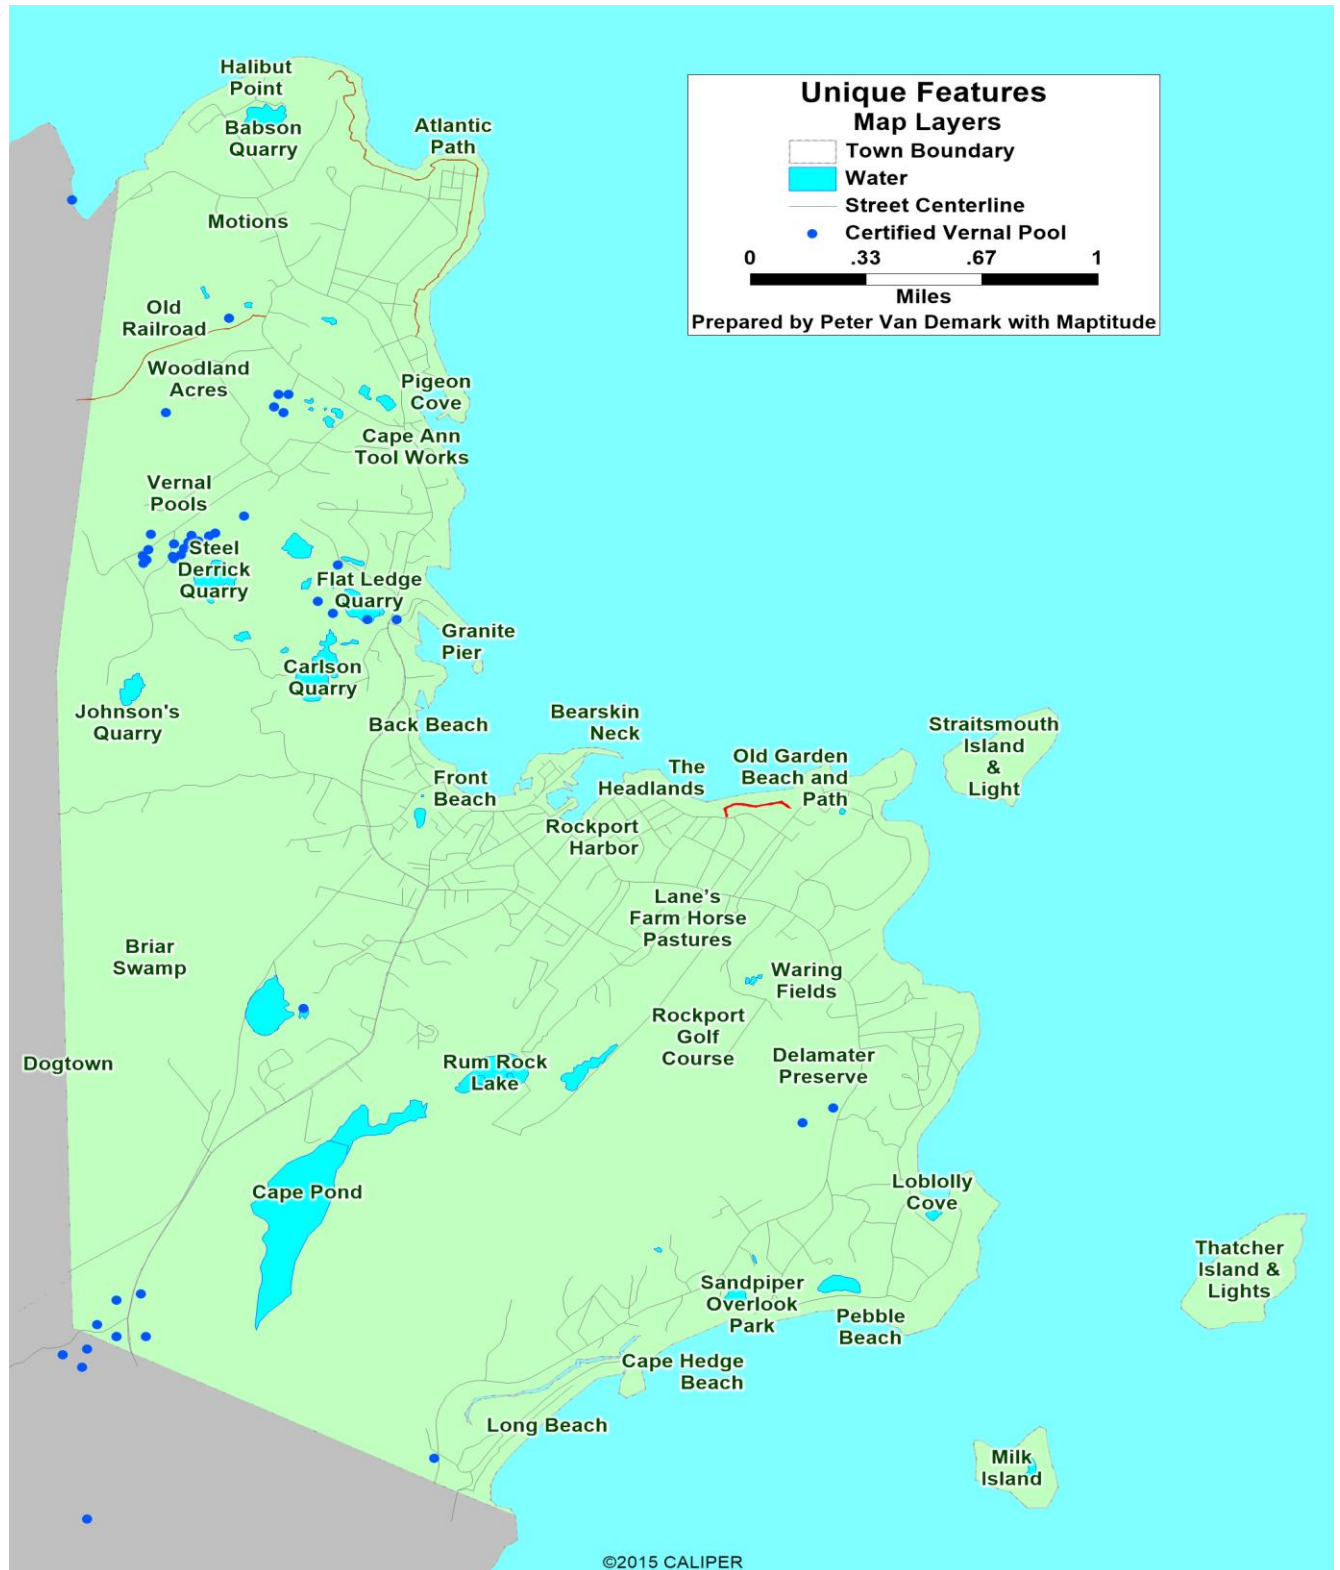 Halibut
Point
Babson
Quarry
Atlantic
Path
Unique Features
Map Layers
Town Boundary
Water
Street Centerline
Certified Vernal Pool
0 .33 .67 1
Miles
Prepared by Peter Van Demark with Maptitude
Motions
Old
Railroad
Woodland
Acres
Pigeon
Cove
Cape Ann
Tool Works
Vernal
Pools
Steel
Derrick
Quarry
Flat Ledge
Quarry
Granite
Pier
Carlson
Quarry
Johnson's
Quarry
Back Beach
Bearskin
Neck
Straitsmouth
Island
&
Light
The
Headlands
Old Garden
Beach and
Path
Front
Beach
Rockport
Harbor
Lane’s
Farm Horse
Pastures
Briar
Swamp
Waring
Fields
Rockport
Golf
Course
Dogtown
Rum Rock
Lake
Delamater
Preserve
Cape Pond
Loblolly
Cove
Thatcher
Island &
Lights
Sandpiper
Overlook
Park
Pebble
Beach
Cape Hedge
Beach
Long Beach
Milk
Island
©2015 CALIPER